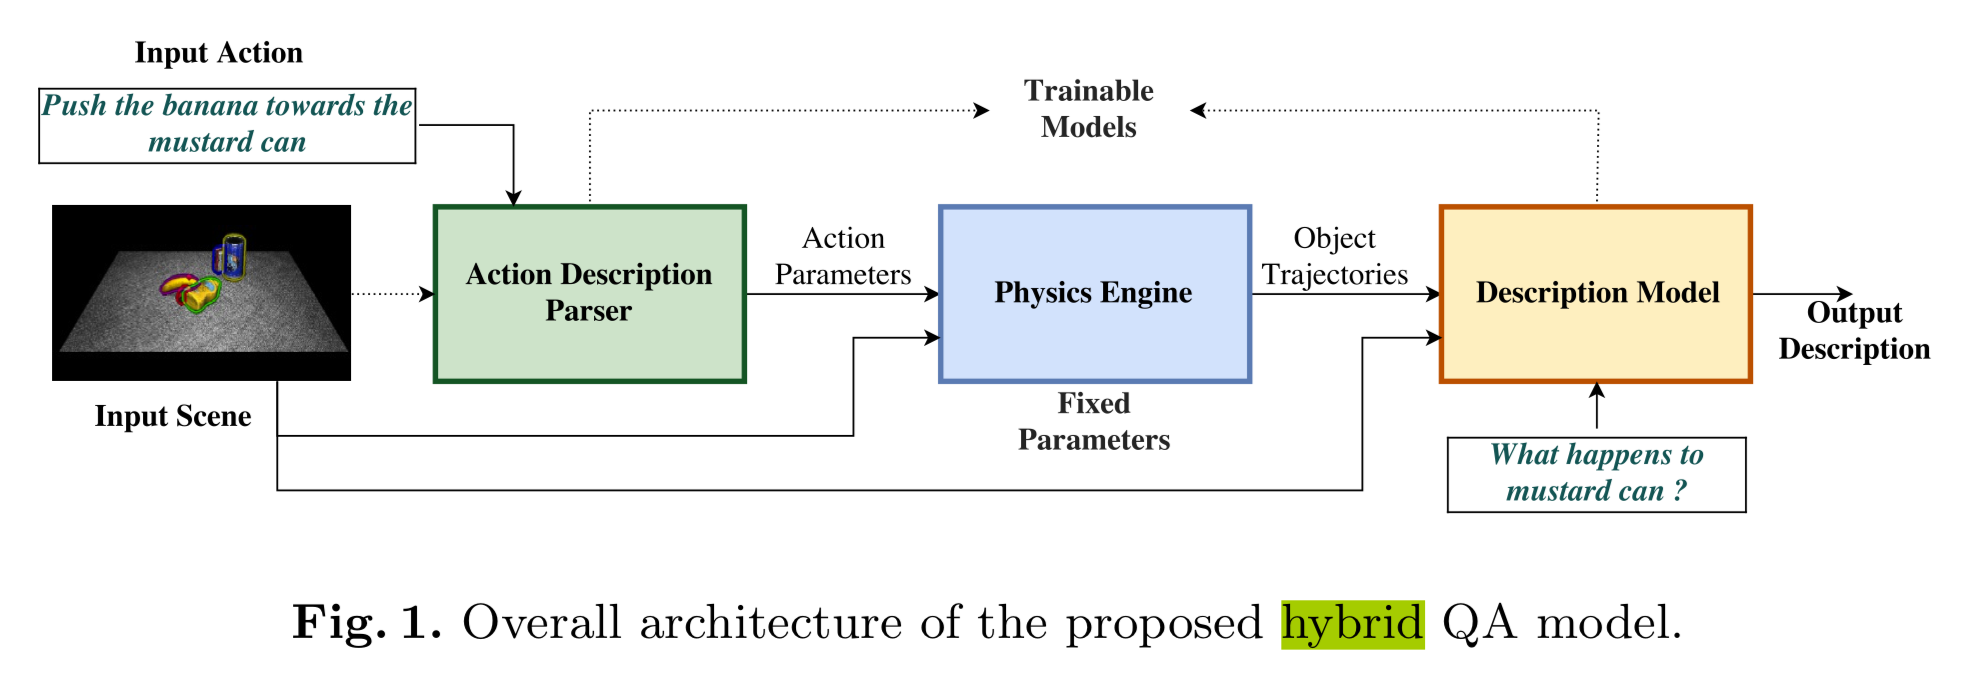 Input Action
Push the banana towards the
mustard can
Trainable
Models
Action Description
Parser
Action
Parameters
Physics Engine
Object
Trajectories
Description Model
Output
Description
Input Scene
Fixed
Parameters
What happens to
mustard can ?
Fig. 1. Overall architecture of the proposed hybrid QA model.